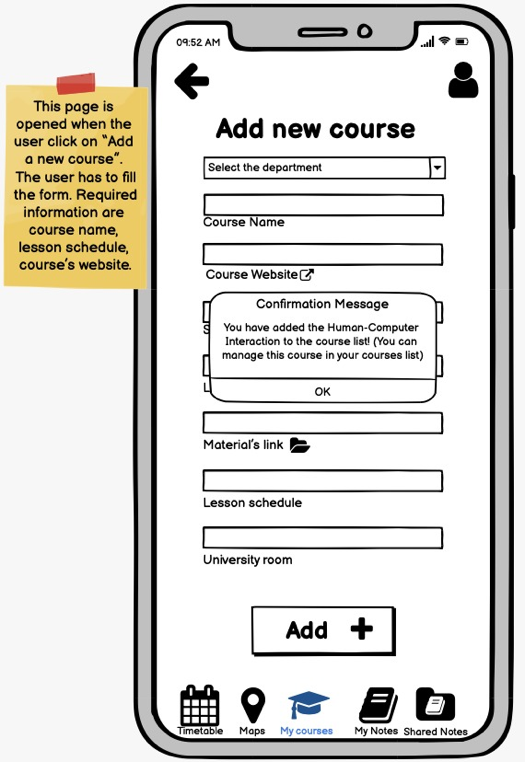 09:52 AM
This page is
opened when the
user click on “Add
a new course”.
The user has to fill
the form. Required
information are
course name,
lesson schedule,
course’s website.
Add new course
Select the department
Course Name
Course Website
Confirmation Message
You have added the Human-Computer
Interaction to the course list! (You can
manage this course in your courses list)
OK
Material’s link
Lesson schedule
University room
Add +
Timetable
Maps
My courses
My Notes
Shared Notes